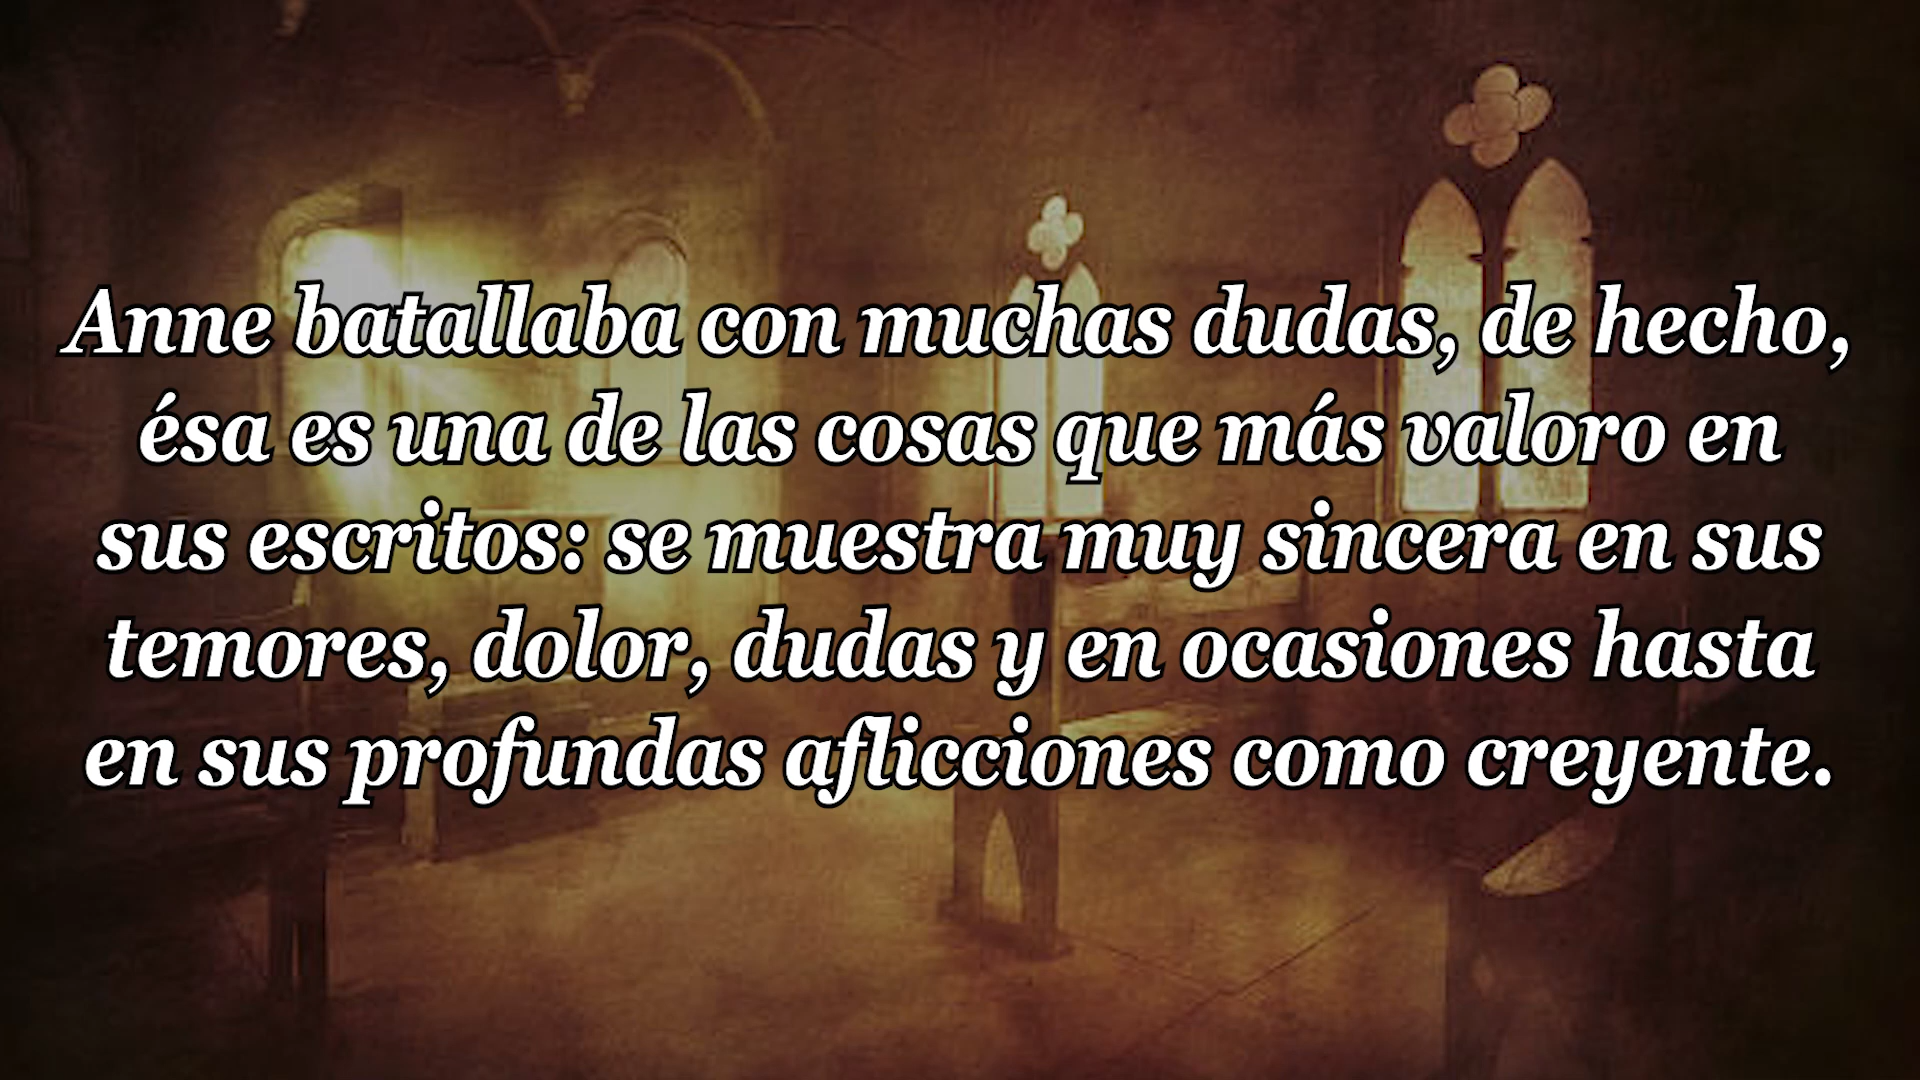 Anne batallaba con muchas dudas, de hecho,
ésa es una de las cosas que más valoro en
sus escritos: se muestra muy sincera en sus
temores, dolor, dudas y en ocasiones hasta
en sus profundas aflicciones como creyente.